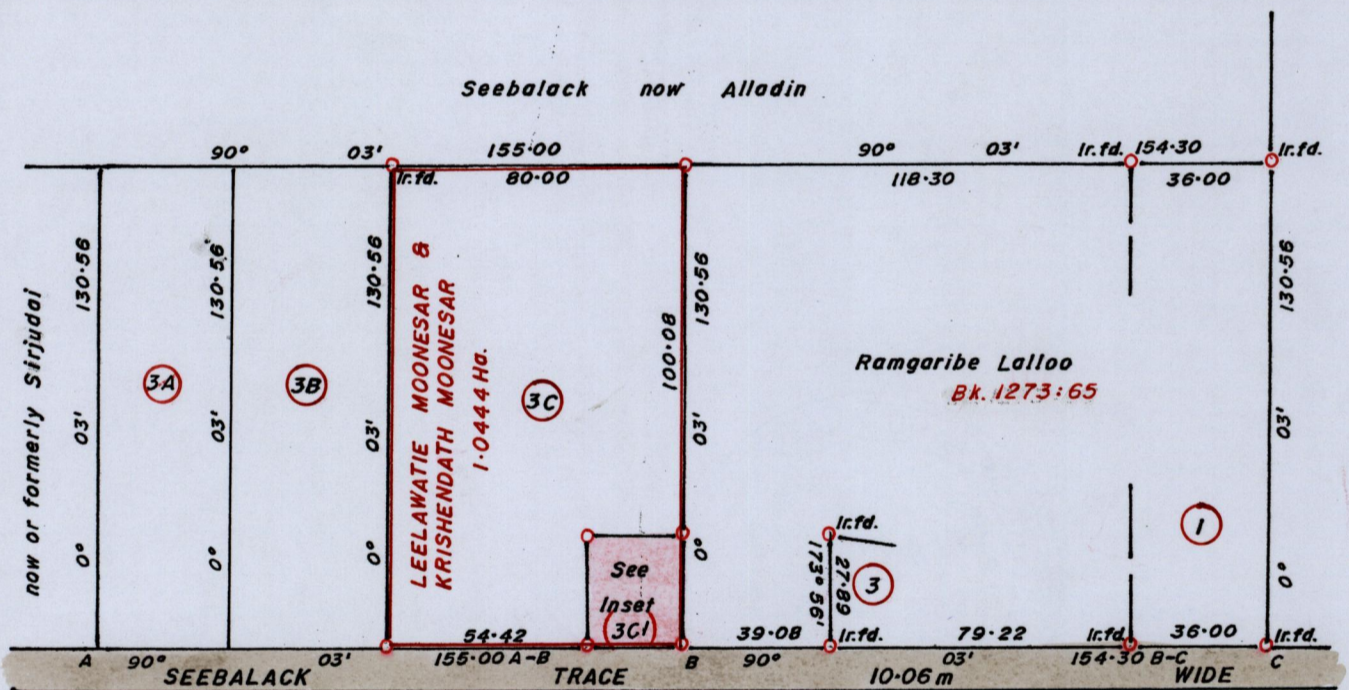 Seebalack now Alladin
90° 03' 155·00 90° 03' Ir.fd. 154·30 Ir.fd.
Ir.fd. 80·00 118·30 36·00
now or formerly Sirjudai
0° 03' 130·56
3A
0° 03' 130·56
3B
0° 03' 130·56
LEELAWATIE MOONESAR &
KRISHENDATH MOONESAR
1·0444 Ha.
3C
100·08
0° 03' 130·56
Ramgaribe Lalloo
Bk. 1273:65
1
0° 03' 130·56
See
Inset
3C1
Ir.fd.
173° 56'
27·89
3
54·42 39·08 Ir.fd. 79·22 Ir.fd. 36·00 Ir.fd.
A 90° 03' 155·00 A-B B 90° 03' 154·30 B-C C
SEEBALACK TRACE 10·06 m WIDE